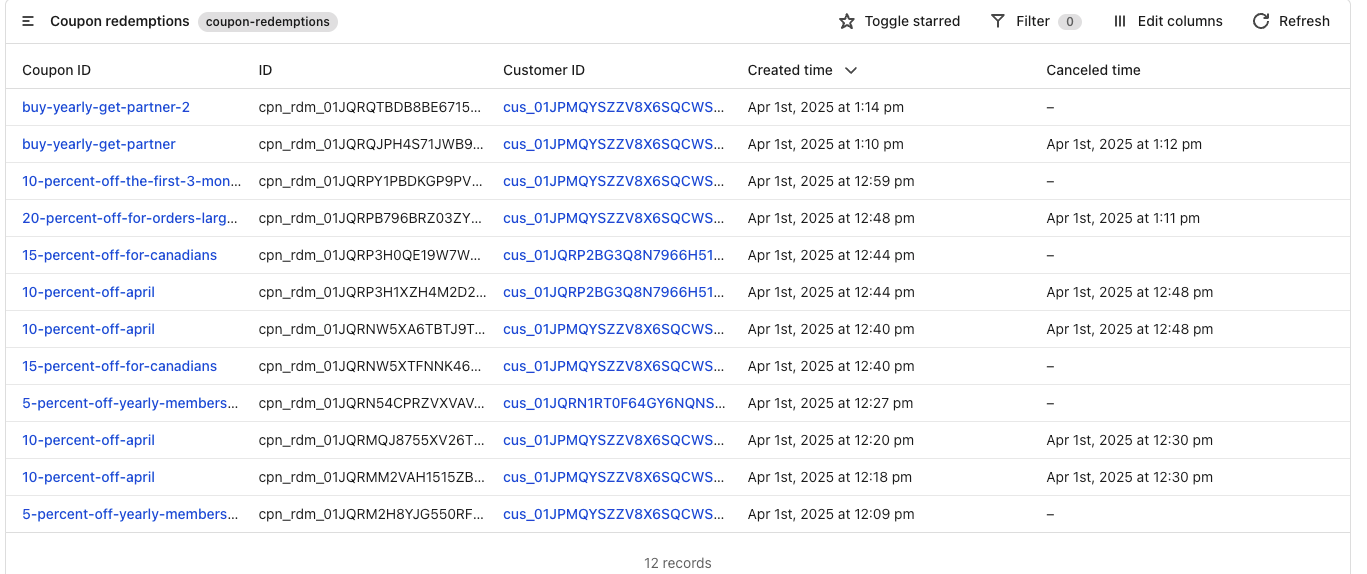 Coupon redemptions coupon-redemptions Toggle starred Filter 0 Edit columns Refresh
Coupon ID ID Customer ID Created time Canceled time
buy-yearly-get-partner-2 cpn_rdm_01JQRQTBDB8BE6715... cus_01JPMQYSZZV8X6SQCWS... Apr 1st, 2025 at 1:14 pm –
buy-yearly-get-partner cpn_rdm_01JQRQJPH4S71JWB9... cus_01JPMQYSZZV8X6SQCWS... Apr 1st, 2025 at 1:10 pm Apr 1st, 2025 at 1:12 pm
10-percent-off-the-first-3-mon... cpn_rdm_01JQRPY1PBDKGP9PV... cus_01JPMQYSZZV8X6SQCWS... Apr 1st, 2025 at 12:59 pm –
20-percent-off-for-orders-larg... cpn_rdm_01JQRPB796BRZ03ZY... cus_01JPMQYSZZV8X6SQCWS... Apr 1st, 2025 at 12:48 pm Apr 1st, 2025 at 1:11 pm
15-percent-off-for-canadians cpn_rdm_01JQRP3H0QE19W7W... cus_01JQRP2BG3Q8N7966H51... Apr 1st, 2025 at 12:44 pm –
10-percent-off-april cpn_rdm_01JQRP3H1XZH4M2D2... cus_01JQRP2BG3Q8N7966H51... Apr 1st, 2025 at 12:44 pm Apr 1st, 2025 at 12:48 pm
10-percent-off-april cpn_rdm_01JQRNW5XA6TBTJ9T... cus_01JPMQYSZZV8X6SQCWS... Apr 1st, 2025 at 12:40 pm Apr 1st, 2025 at 12:48 pm
15-percent-off-for-canadians cpn_rdm_01JQRNW5XTFNNK46... cus_01JPMQYSZZV8X6SQCWS... Apr 1st, 2025 at 12:40 pm –
5-percent-off-yearly-members... cpn_rdm_01JQRN54CPRZVXVAV... cus_01JQRN1RT0F64GY6NQNS... Apr 1st, 2025 at 12:27 pm –
10-percent-off-april cpn_rdm_01JQRMQJ8755XV26T... cus_01JPMQYSZZV8X6SQCWS... Apr 1st, 2025 at 12:20 pm Apr 1st, 2025 at 12:30 pm
10-percent-off-april cpn_rdm_01JQRMM2VAH1515ZB... cus_01JPMQYSZZV8X6SQCWS... Apr 1st, 2025 at 12:18 pm Apr 1st, 2025 at 12:30 pm
5-percent-off-yearly-members... cpn_rdm_01JQRM2H8YJG550RF... cus_01JPMQYSZZV8X6SQCWS... Apr 1st, 2025 at 12:09 pm –
12 records